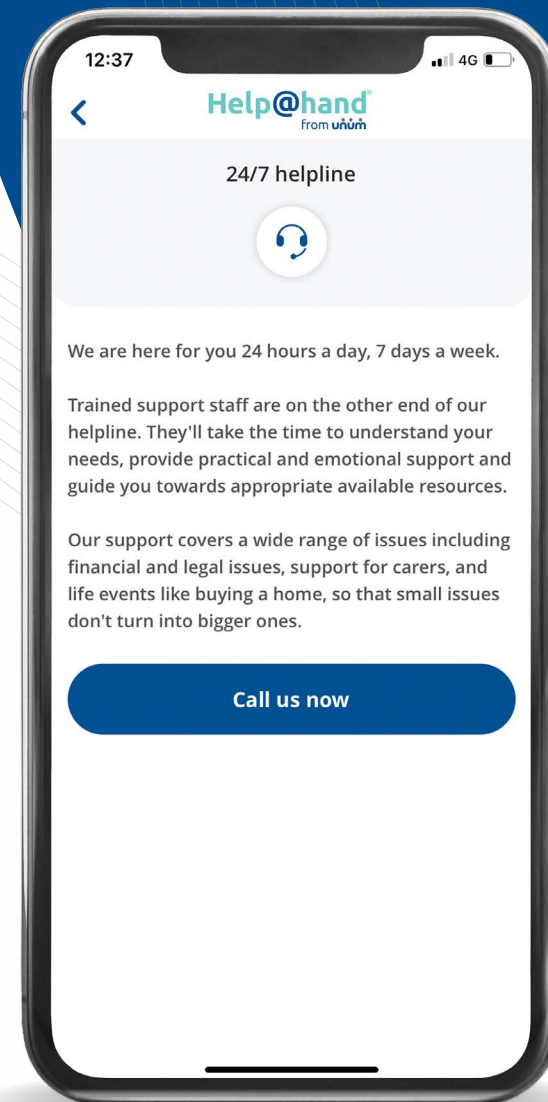 12:37
4G
Help@hand®
from unum
24/7 helpline
We are here for you 24 hours a day, 7 days a week.
Trained support staff are on the other end of our
helpline. They'll take the time to understand your
needs, provide practical and emotional support and
guide you towards appropriate available resources.
Our support covers a wide range of issues including
financial and legal issues, support for carers, and
life events like buying a home, so that small issues
don't turn into bigger ones.
Call us now